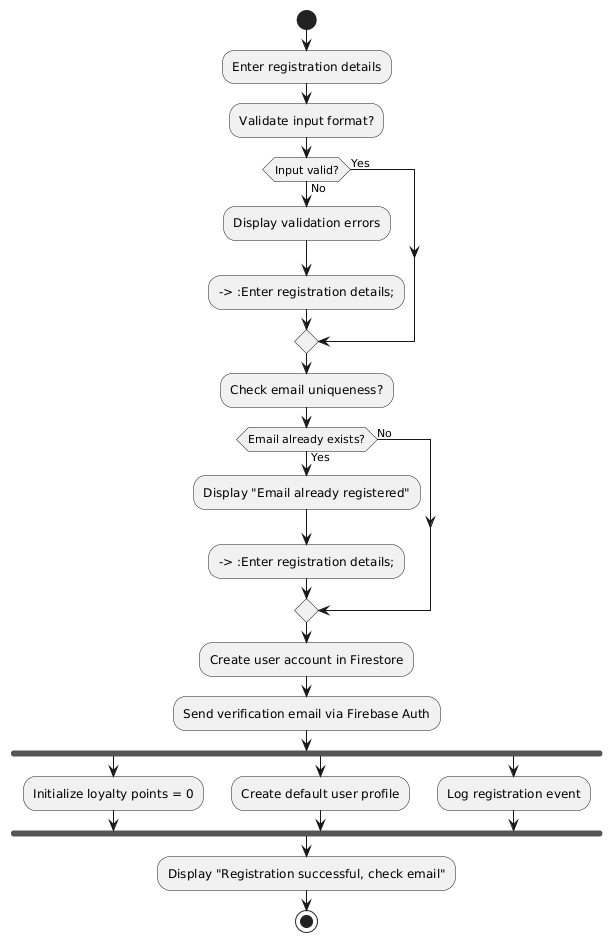 Enter registration details
Validate input format?
Input valid?
Yes
No
Display validation errors
-> :Enter registration details;
Check email uniqueness?
Email already exists?
No
Yes
Display "Email already registered"
-> :Enter registration details;
Create user account in Firestore
Send verification email via Firebase Auth
Initialize loyalty points = 0
Create default user profile
Log registration event
Display "Registration successful, check email"